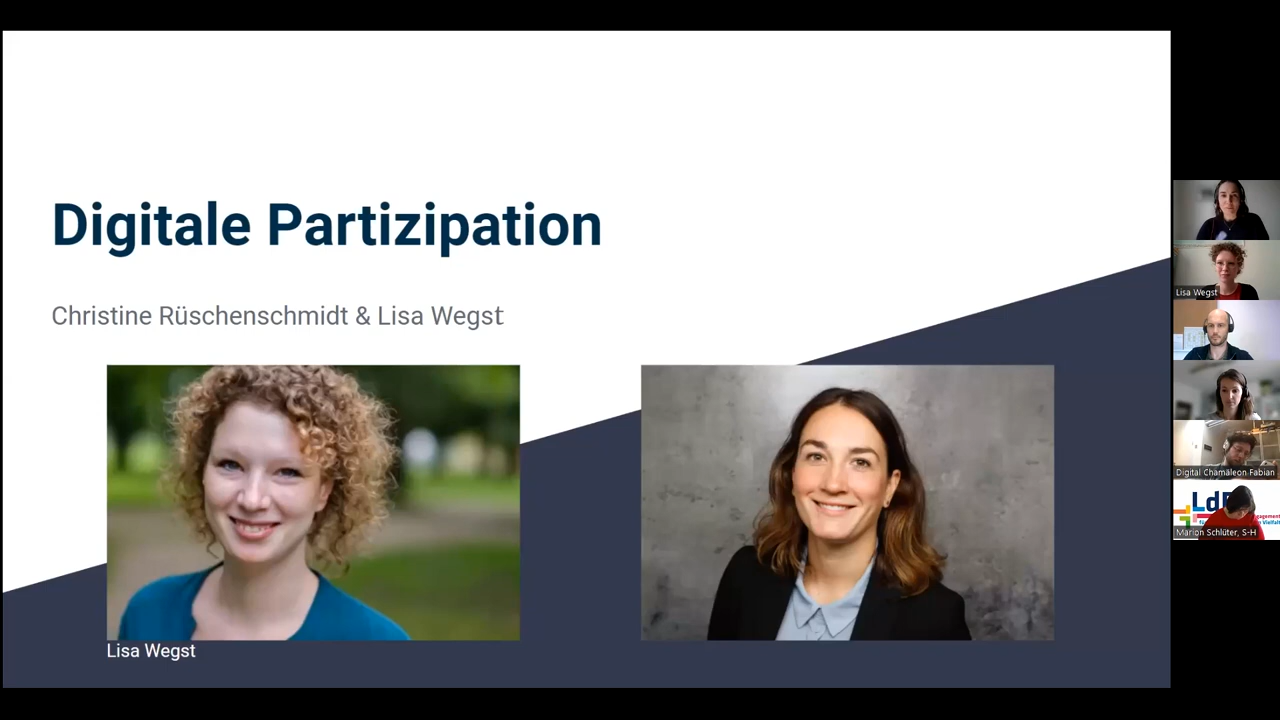 Digitale Partizipation
Christine Rüschenschmidt & Lisa Wegst
Lisa Wegst
Lisa Wegst
Digital Chamäleon Fabian
Marion Schlüter, S-H